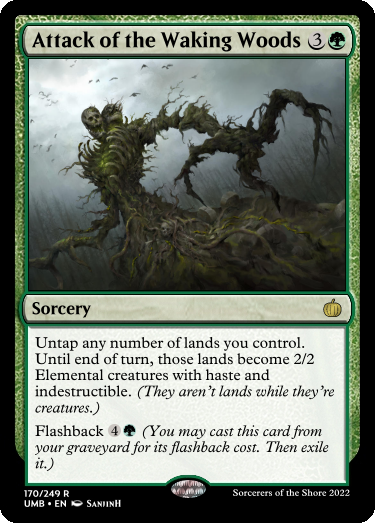 Attack of the Waking Woods 3
Sorcery
Untap any number of lands you control.
Until end of turn, those lands become 2/2
Elemental creatures with haste and
indestructible. (They aren't lands while they're
creatures.)
Flashback 4 (You may cast this card from
your graveyard for its flashback cost. Then exile
it.)
170/249 R
Sorcerers of the Shore 2022
UMB • EN SANJINH